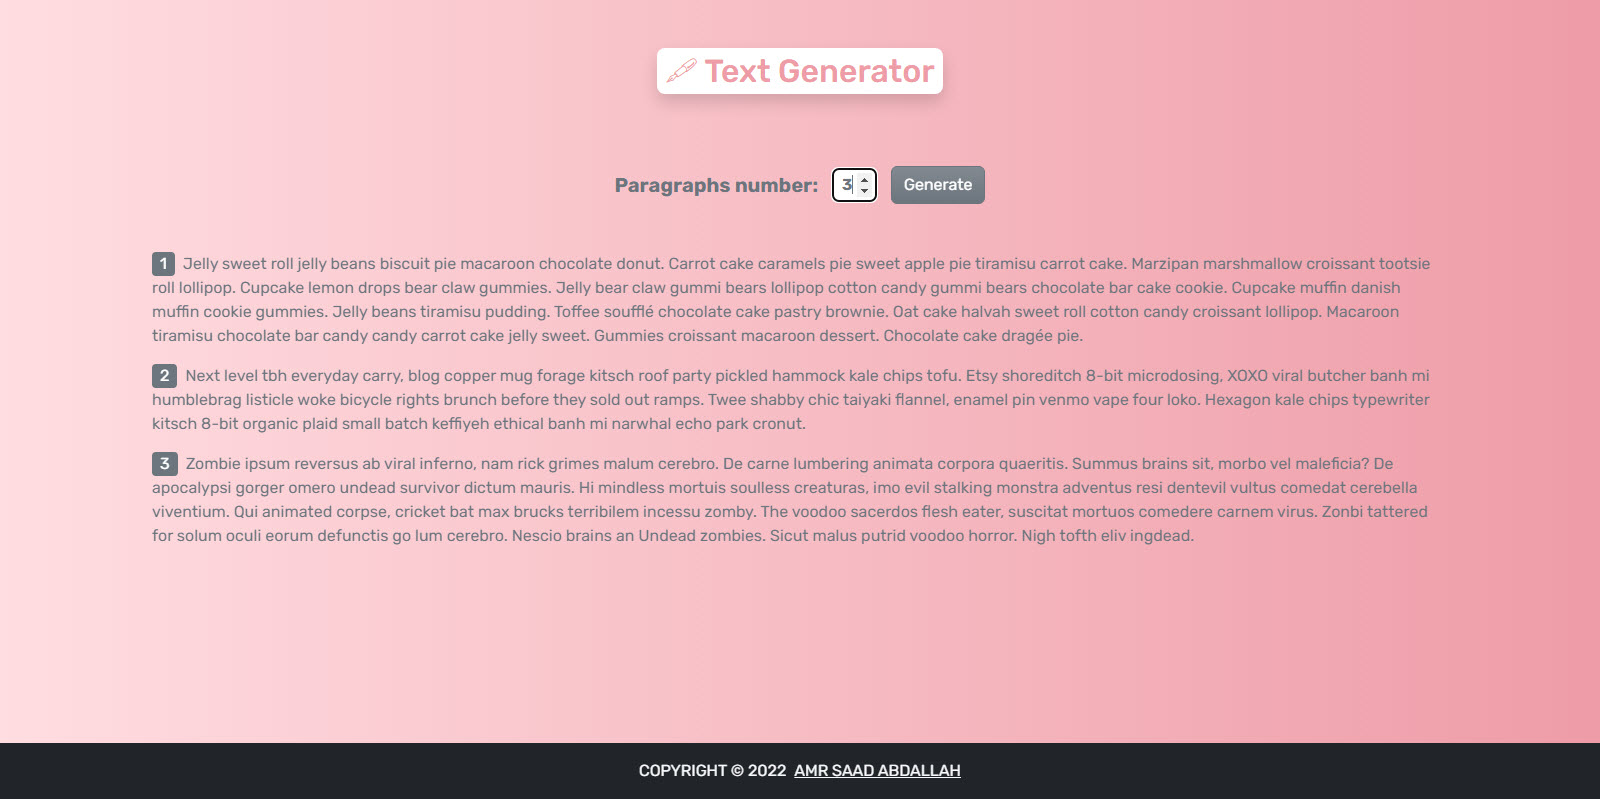 Text Generator
Paragraphs number: 3 Generate
1 Jelly sweet roll jelly beans biscuit pie macaroon chocolate donut. Carrot cake caramels pie sweet apple pie tiramisu carrot cake. Marzipan marshmallow croissant tootsie
roll lollipop. Cupcake lemon drops bear claw gummies. Jelly bear claw gummi bears lollipop cotton candy gummi bears chocolate bar cake cookie. Cupcake muffin danish
muffin cookie gummies. Jelly beans tiramisu pudding. Toffee soufflé chocolate cake pastry brownie. Oat cake halvah sweet roll cotton candy croissant lollipop. Macaroon
tiramisu chocolate bar candy candy carrot cake jelly sweet. Gummies croissant macaroon dessert. Chocolate cake dragée pie.
2 Next level tbh everyday carry, blog copper mug forage kitsch roof party pickled hammock kale chips tofu. Etsy shoreditch 8-bit microdosing, XOXO viral butcher banh mi
humblebrag listicle woke bicycle rights brunch before they sold out ramps. Twee shabby chic taiyaki flannel, enamel pin venmo vape four loko. Hexagon kale chips typewriter
kitsch 8-bit organic plaid small batch keffiyeh ethical banh mi narwhal echo park cronut.
3 Zombie ipsum reversus ab viral inferno, nam rick grimes malum cerebro. De carne lumbering animata corpora quaeritis. Summus brains sit, morbo vel maleficia? De
apocalypsi gorger omero undead survivor dictum mauris. Hi mindless mortuis soulless creaturas, imo evil stalking monstra adventus resi dentevil vultus comedat cerebella
viventium. Qui animated corpse, cricket bat max brucks terribilem incessu zomby. The voodoo sacerdos flesh eater, suscitat mortuos comedere carnem virus. Zonbi tattered
for solum oculi eorum defunctis go lum cerebro. Nescio brains an Undead zombies. Sicut malus putrid voodoo horror. Nigh tofth eliv ingdead.
COPYRIGHT © 2022 AMR SAAD ABDALLAH